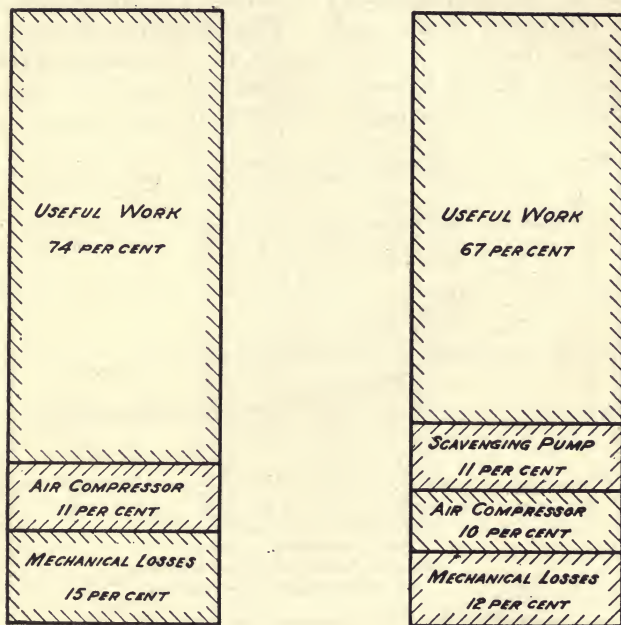 USEFUL WORK
74 PER CENT
AIR COMPRESSOR
11 PER CENT
MECHANICAL LOSSES
15 PER CENT
USEFUL WORK
67 PER CENT
SCAVENGING PUMP
11 PER CENT
AIR COMPRESSOR
10 PER CENT
MECHANICAL LOSSES
12 PER CENT